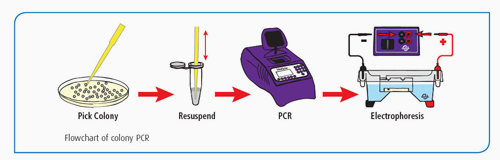 Pick Colony
Resuspend
PCR
Electrophoresis
- +
Flowchart of colony PCR